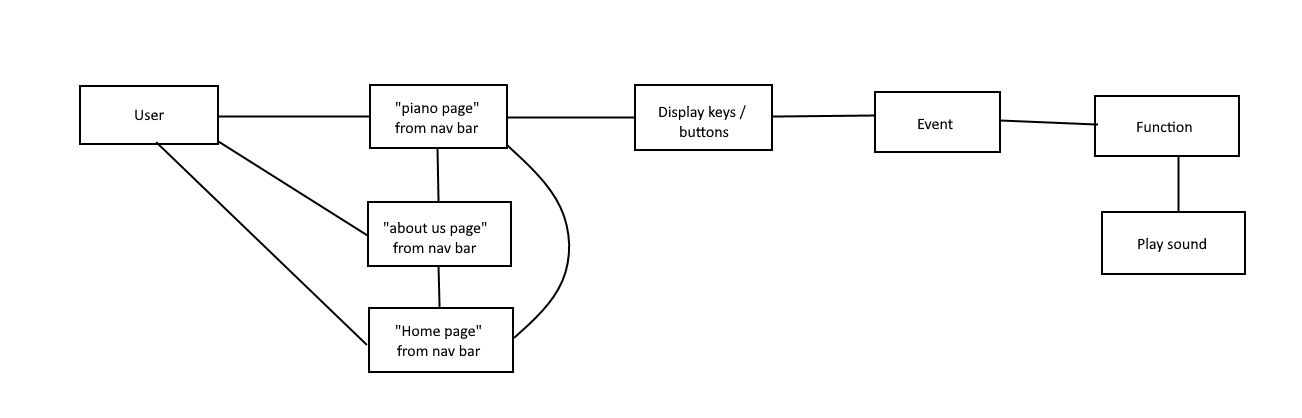 User
"piano page"
from nav bar
Display keys /
buttons
Event
Function
"about us page"
from nav bar
Play sound
"Home page"
from nav bar